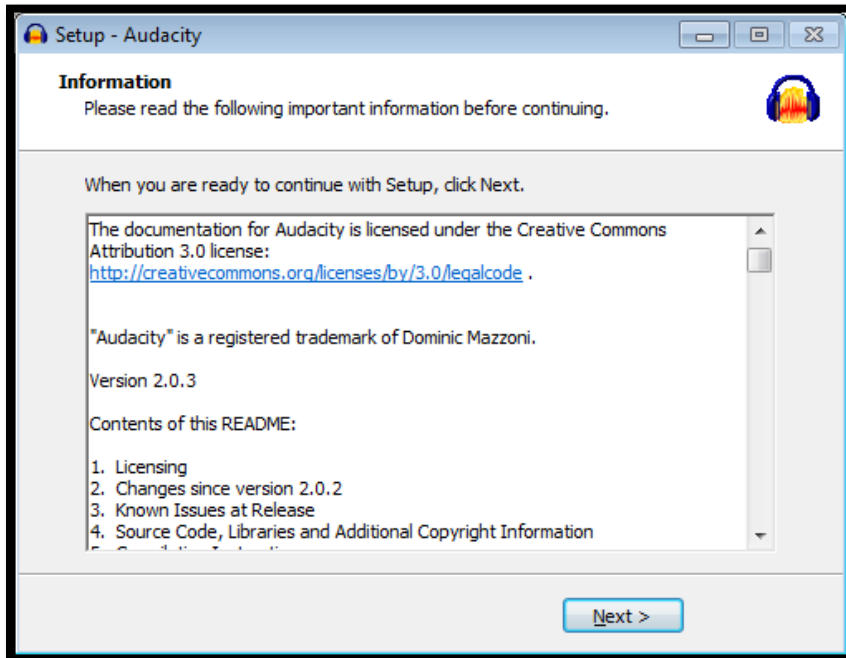 Setup - Audacity
Information
Please read the following important information before continuing.
When you are ready to continue with Setup, click Next.
The documentation for Audacity is licensed under the Creative Commons
Attribution 3.0 license:
http://creativecommons.org/licenses/by/3.0/legalcode .
"Audacity" is a registered trademark of Dominic Mazzoni.
Version 2.0.3
Contents of this README:
1. Licensing
2. Changes since version 2.0.2
3. Known Issues at Release
4. Source Code, Libraries and Additional Copyright Information
Next >